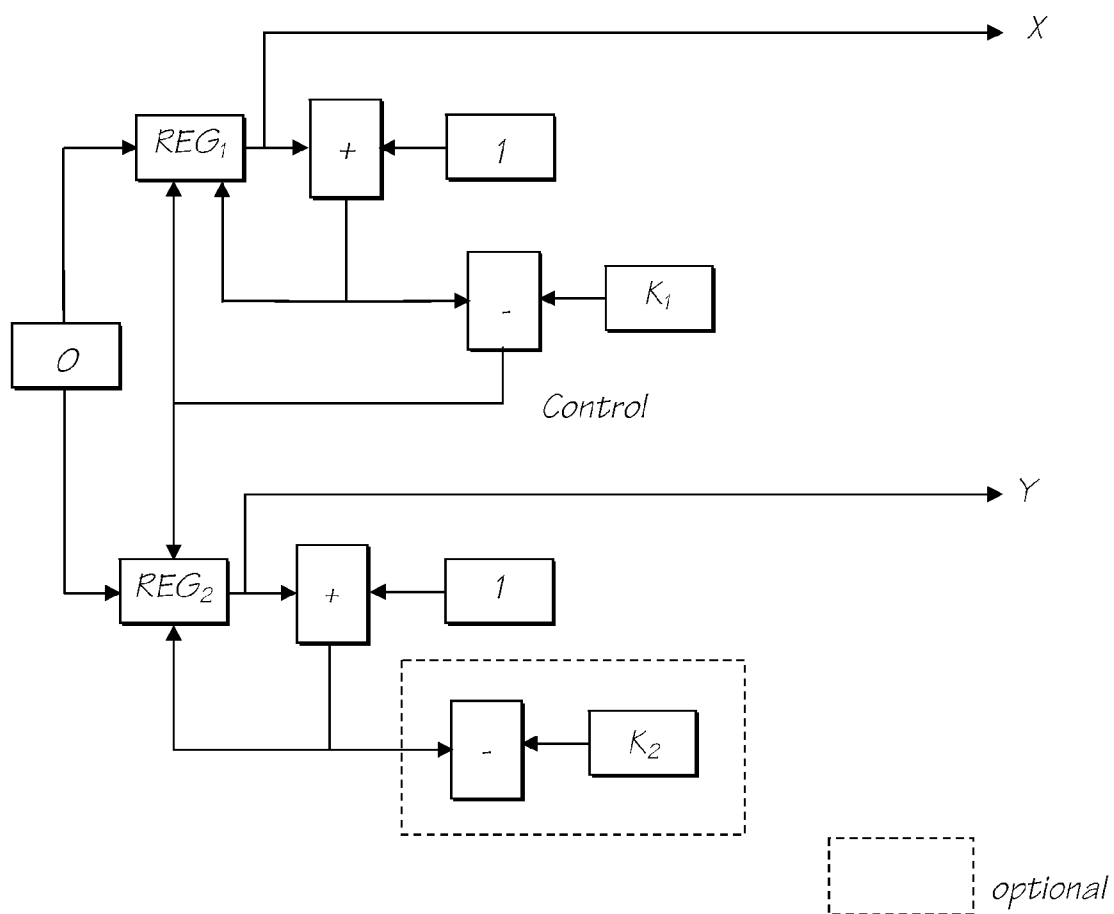 X
REG₁
+
1
K₁
-
0
Control
Y
REG₂
+
1
K₂
-
optional